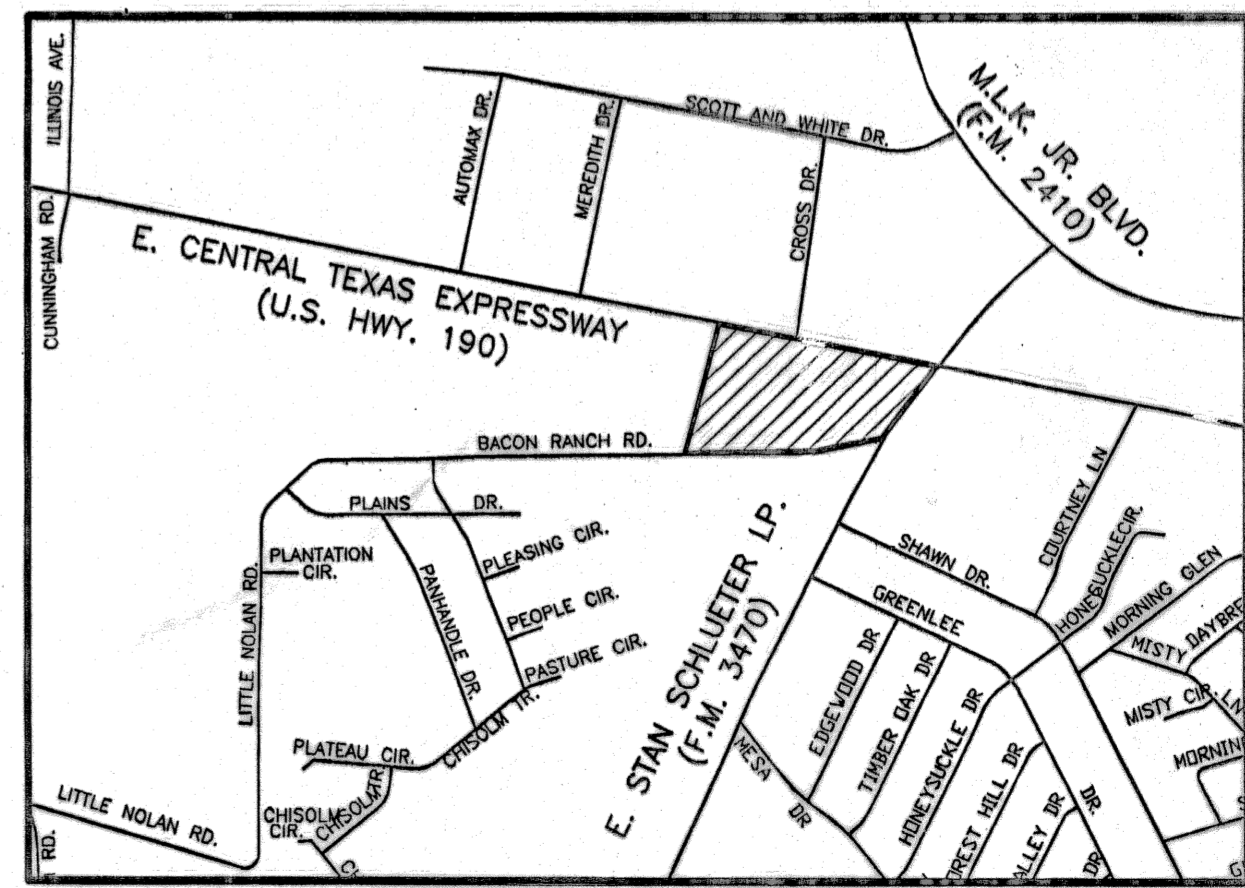 ILLINOIS AVE.
CUNNINGHAM RD.
AUTOMAX DR.
MEREDITH DR.
SCOTT AND WHITE DR.
CROSS DR.
M.L.K. JR. BLVD.
(F.M. 2410)
E. CENTRAL TEXAS EXPRESSWAY
(U.S. HWY. 190)
BACON RANCH RD.
PLAINS DR.
PLANTATION
CIR.
LITTLE NOLAN RD.
PANHANDLE DR.
PLEASING CIR.
PEOPLE CIR.
PASTURE CIR.
CHISOLM TR.
PLATEAU CIR.
CHISOLM
CIR.
CHISOLM TR.
CH
LITTLE NOLAN RD.
RD.
E. STAN SCHLUETER LP.
(F.M. 3470)
SHAWN DR.
COURTNEY LN
HONEYSUCKLECIR.
MORNING GLEN
GREENLEE
DR.
MISTY DAYBRE
MISTY CIR.
LN
MORNING
EDGEWOOD DR
TIMBER OAK DR
HONEYSUCKLE DR
MESA
DR
REST HILL DR
ALLEY DR
DR